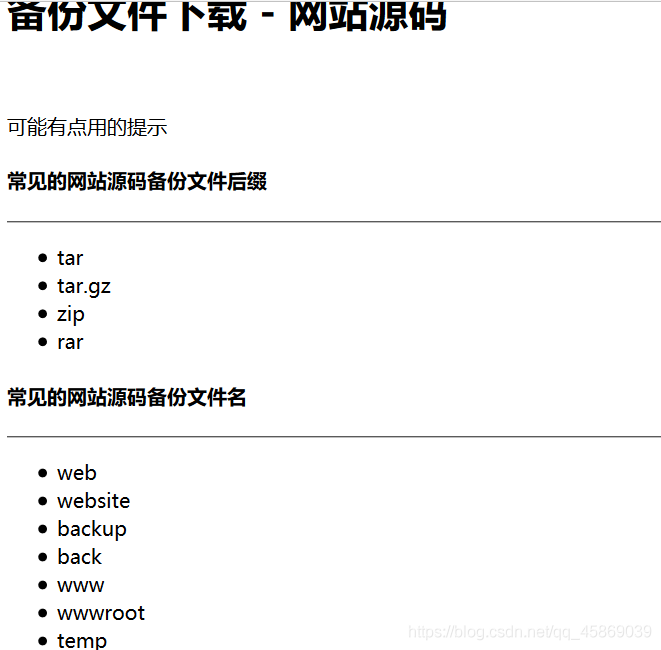 备份文件下载 - 网站源码
可能有点用的提示
常见的网站源码备份文件后缀
tar
tar.gz
zip
rar
常见的网站源码备份文件名
web
website
backup
back
www
wwwroot
temp
https://blog.csdn.net/qq_45869039